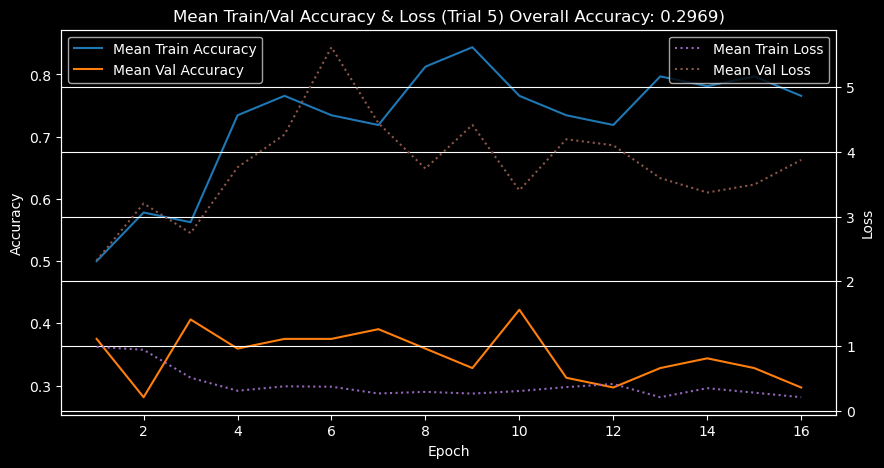 Mean Train/Val Accuracy & Loss (Trial 5) Overall Accuracy: 0.2969)
Mean Train Accuracy
Mean Val Accuracy
Mean Train Loss
Mean Val Loss
0.8
0.7
0.6
0.5
0.4
0.3
Accuracy
5
4
3
2
1
0
Loss
2 4 6 8 10 12 14 16
Epoch